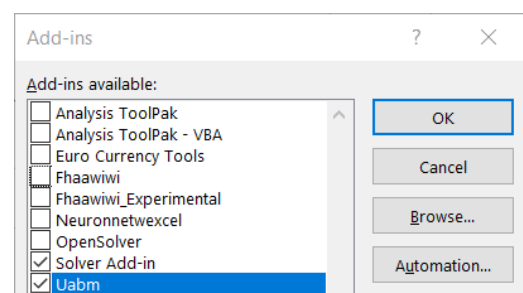 Add-ins ?
Add-ins available:
Analysis ToolPak
Analysis ToolPak - VBA
Euro Currency Tools
Fhaawiwi
Fhaawiwi_Experimental
Neuronnetwexcel
OpenSolver
Solver Add-in
Uabm
OK
Cancel
Browse...
Automation...